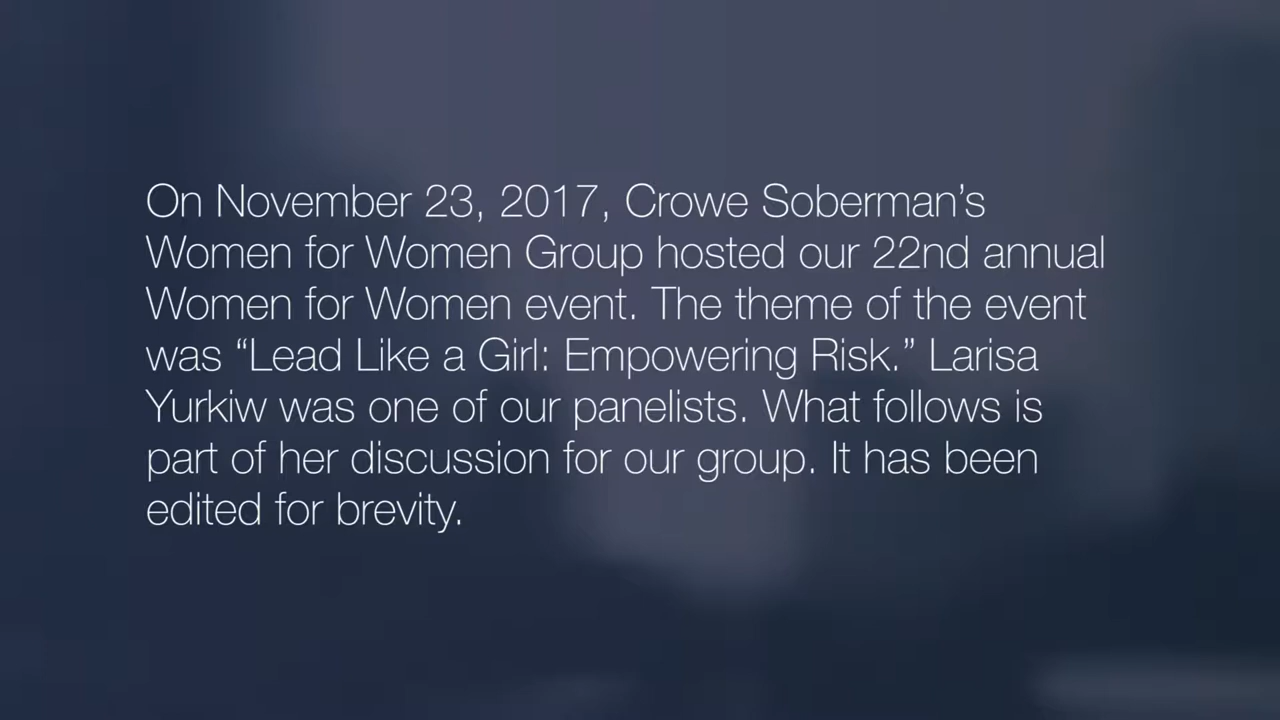 On November 23, 2017, Crowe Soberman’s
Women for Women Group hosted our 22nd annual
Women for Women event. The theme of the event
was “Lead Like a Girl: Empowering Risk.” Larisa
Yurkiw was one of our panelists. What follows is
part of her discussion for our group. It has been
edited for brevity.